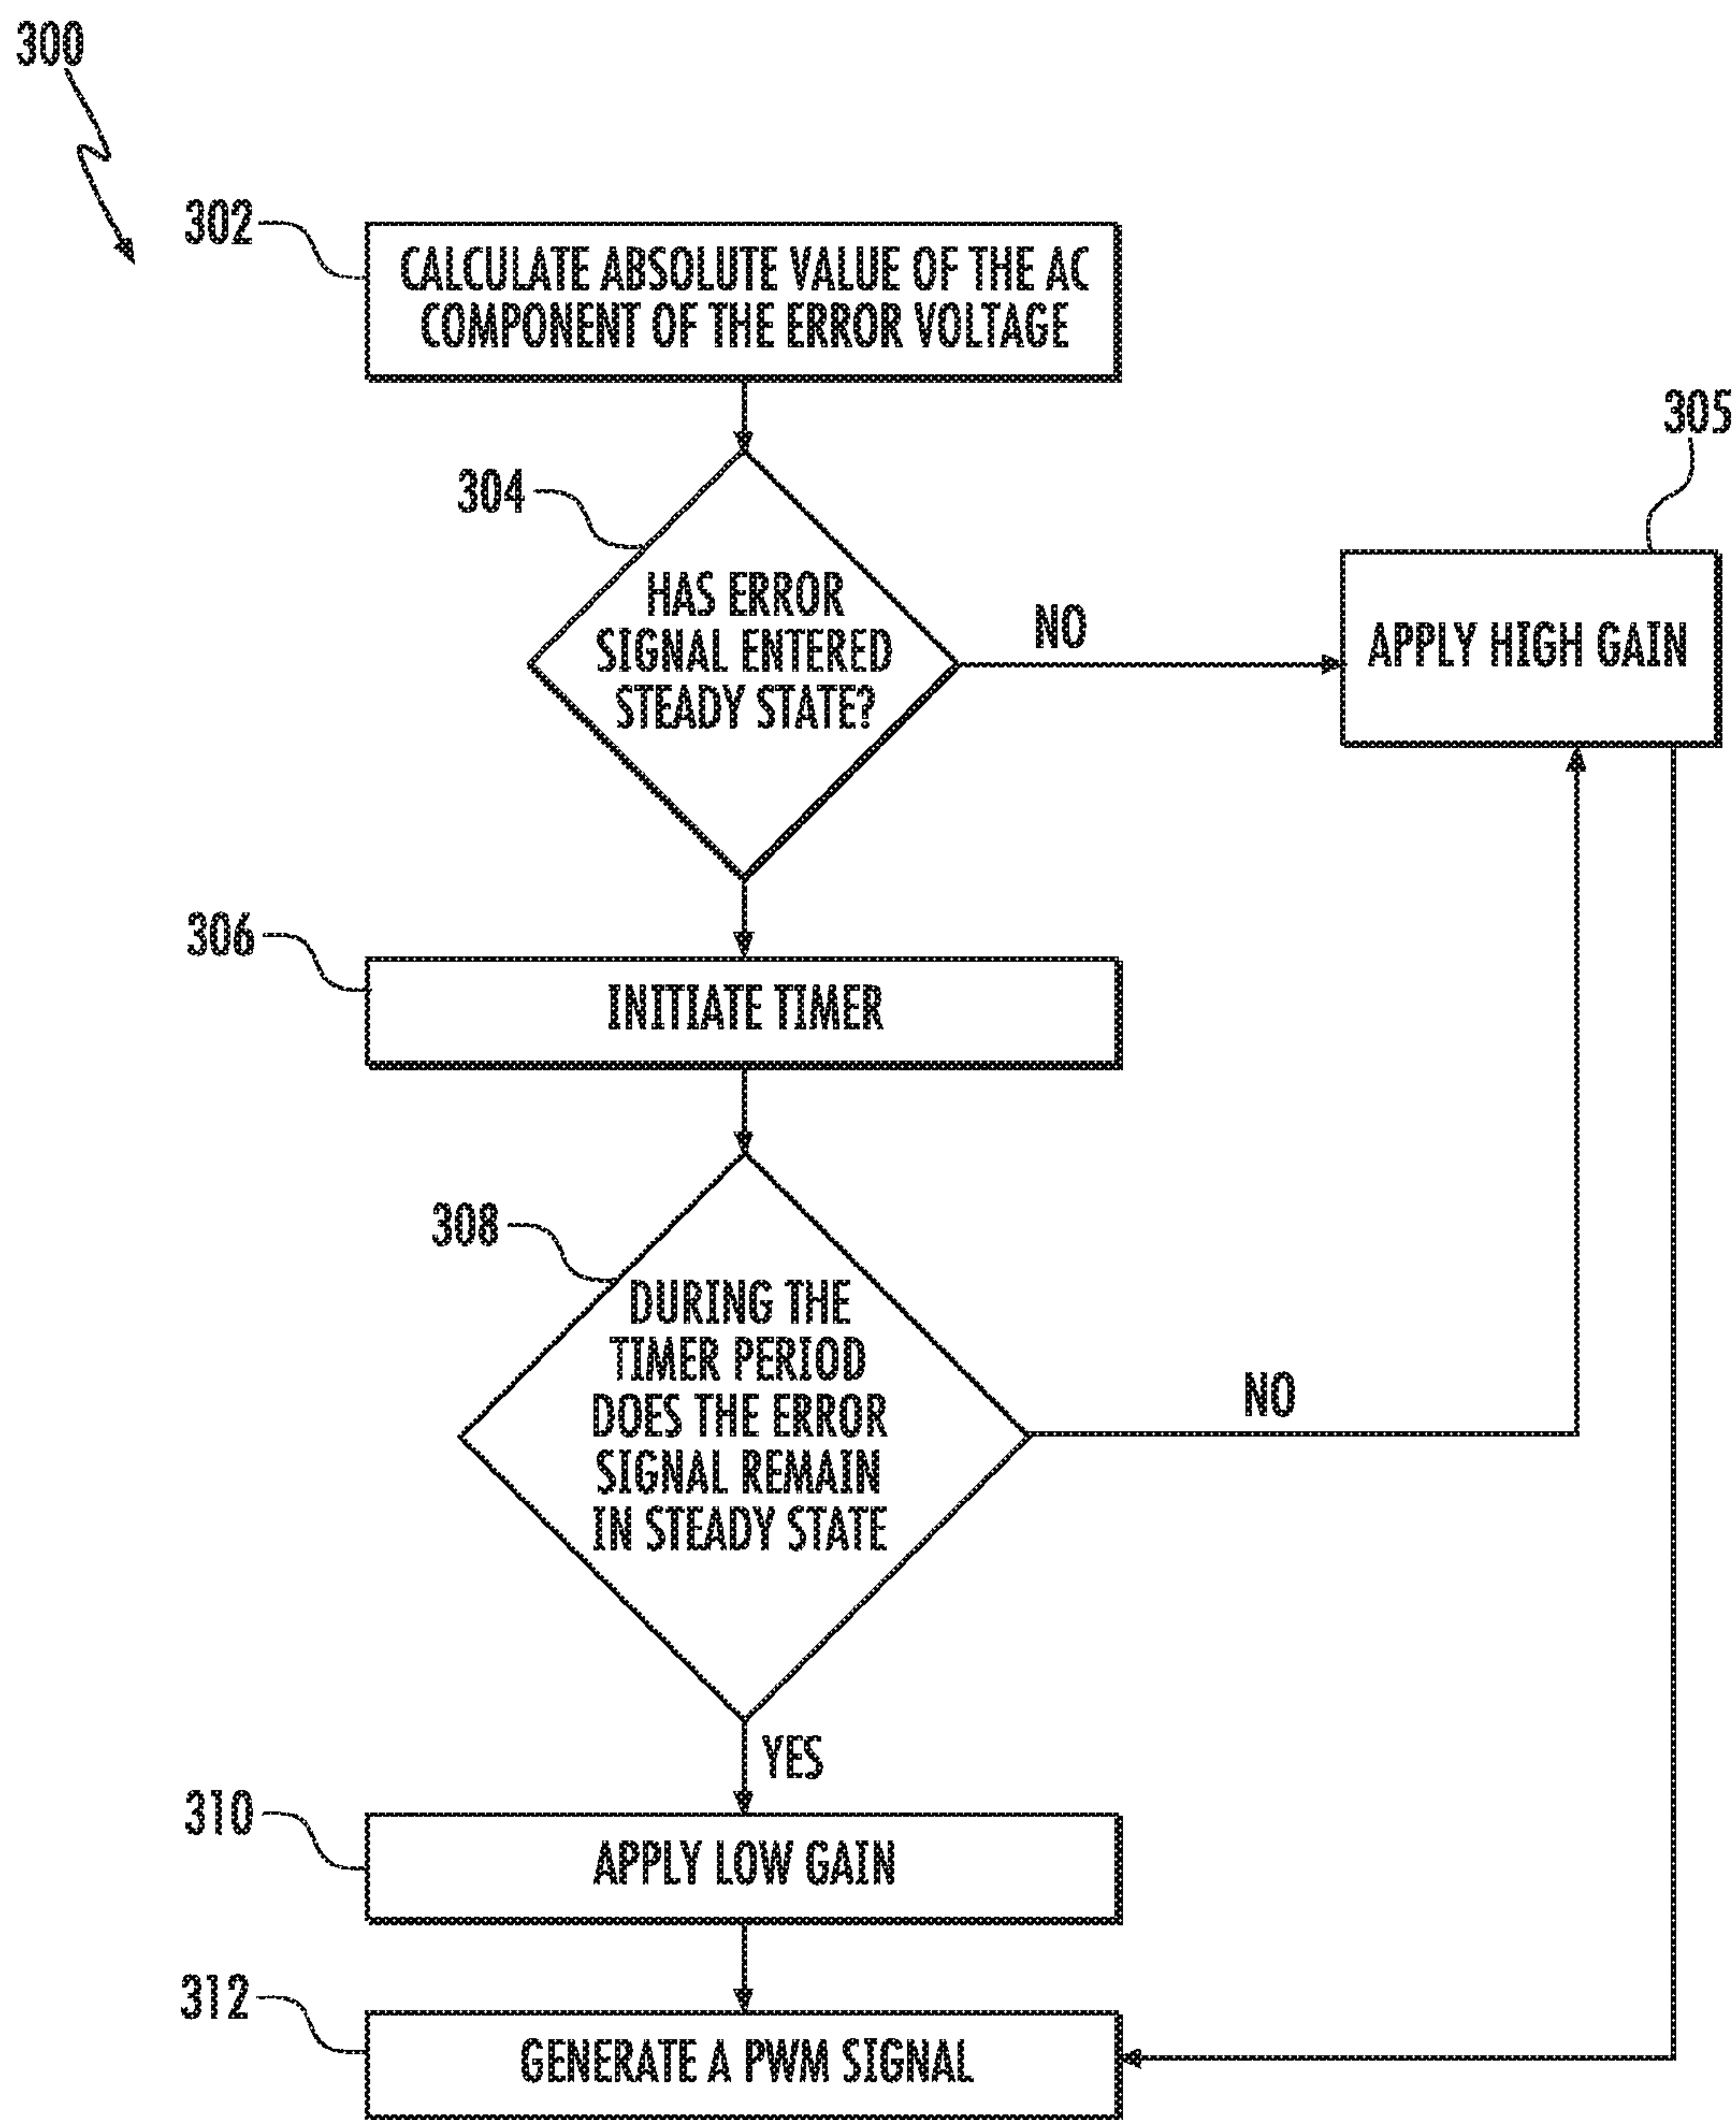 300
302
CALCULATE ABSOLUTE VALUE OF THE AC
COMPONENT OF THE ERROR VOLTAGE
304
HAS ERROR
SIGNAL ENTERED
STEADY STATE?
NO
305
APPLY HIGH GAIN
306
INITIATE TIMER
308
DURING THE
TIMER PERIOD
DOES THE ERROR
SIGNAL REMAIN
IN STEADY STATE
NO
YES
310
APPLY LOW GAIN
312
GENERATE A PWM SIGNAL